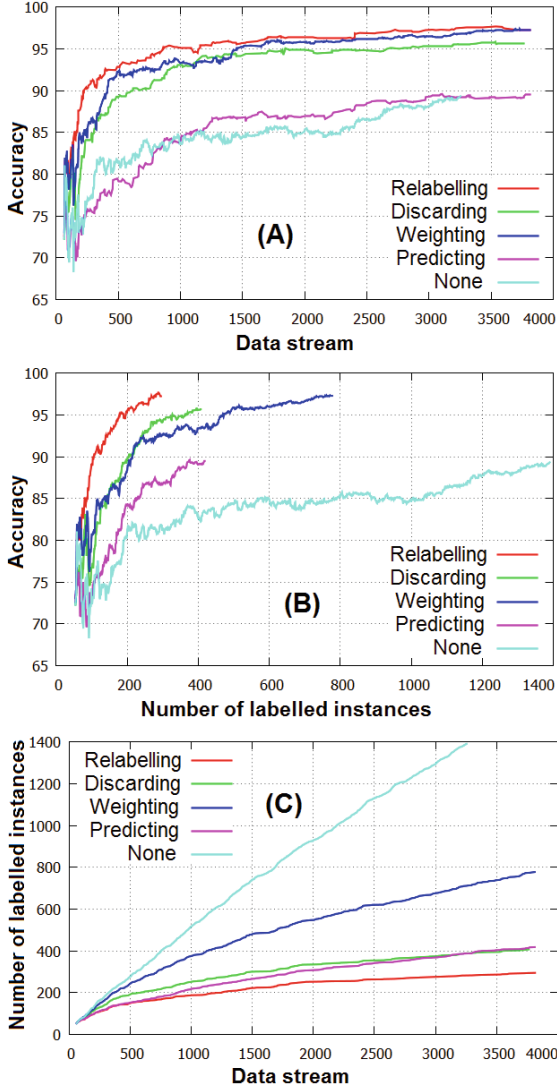 100
95
90
85
80
75
70
65
Accuracy
(A)
Relabelling
Discarding
Weighting
Predicting
None
0 500 1000 1500 2000 2500 3000 3500 4000
Data stream
100
95
90
85
80
75
70
65
Accuracy
(B)
Relabelling
Discarding
Weighting
Predicting
None
0 200 400 600 800 1000 1200 1400
Number of labelled instances
1400
1200
1000
800
600
400
200
0
Number of labelled instances
Relabelling
Discarding
Weighting
Predicting
None
(C)
0 500 1000 1500 2000 2500 3000 3500 4000
Data stream